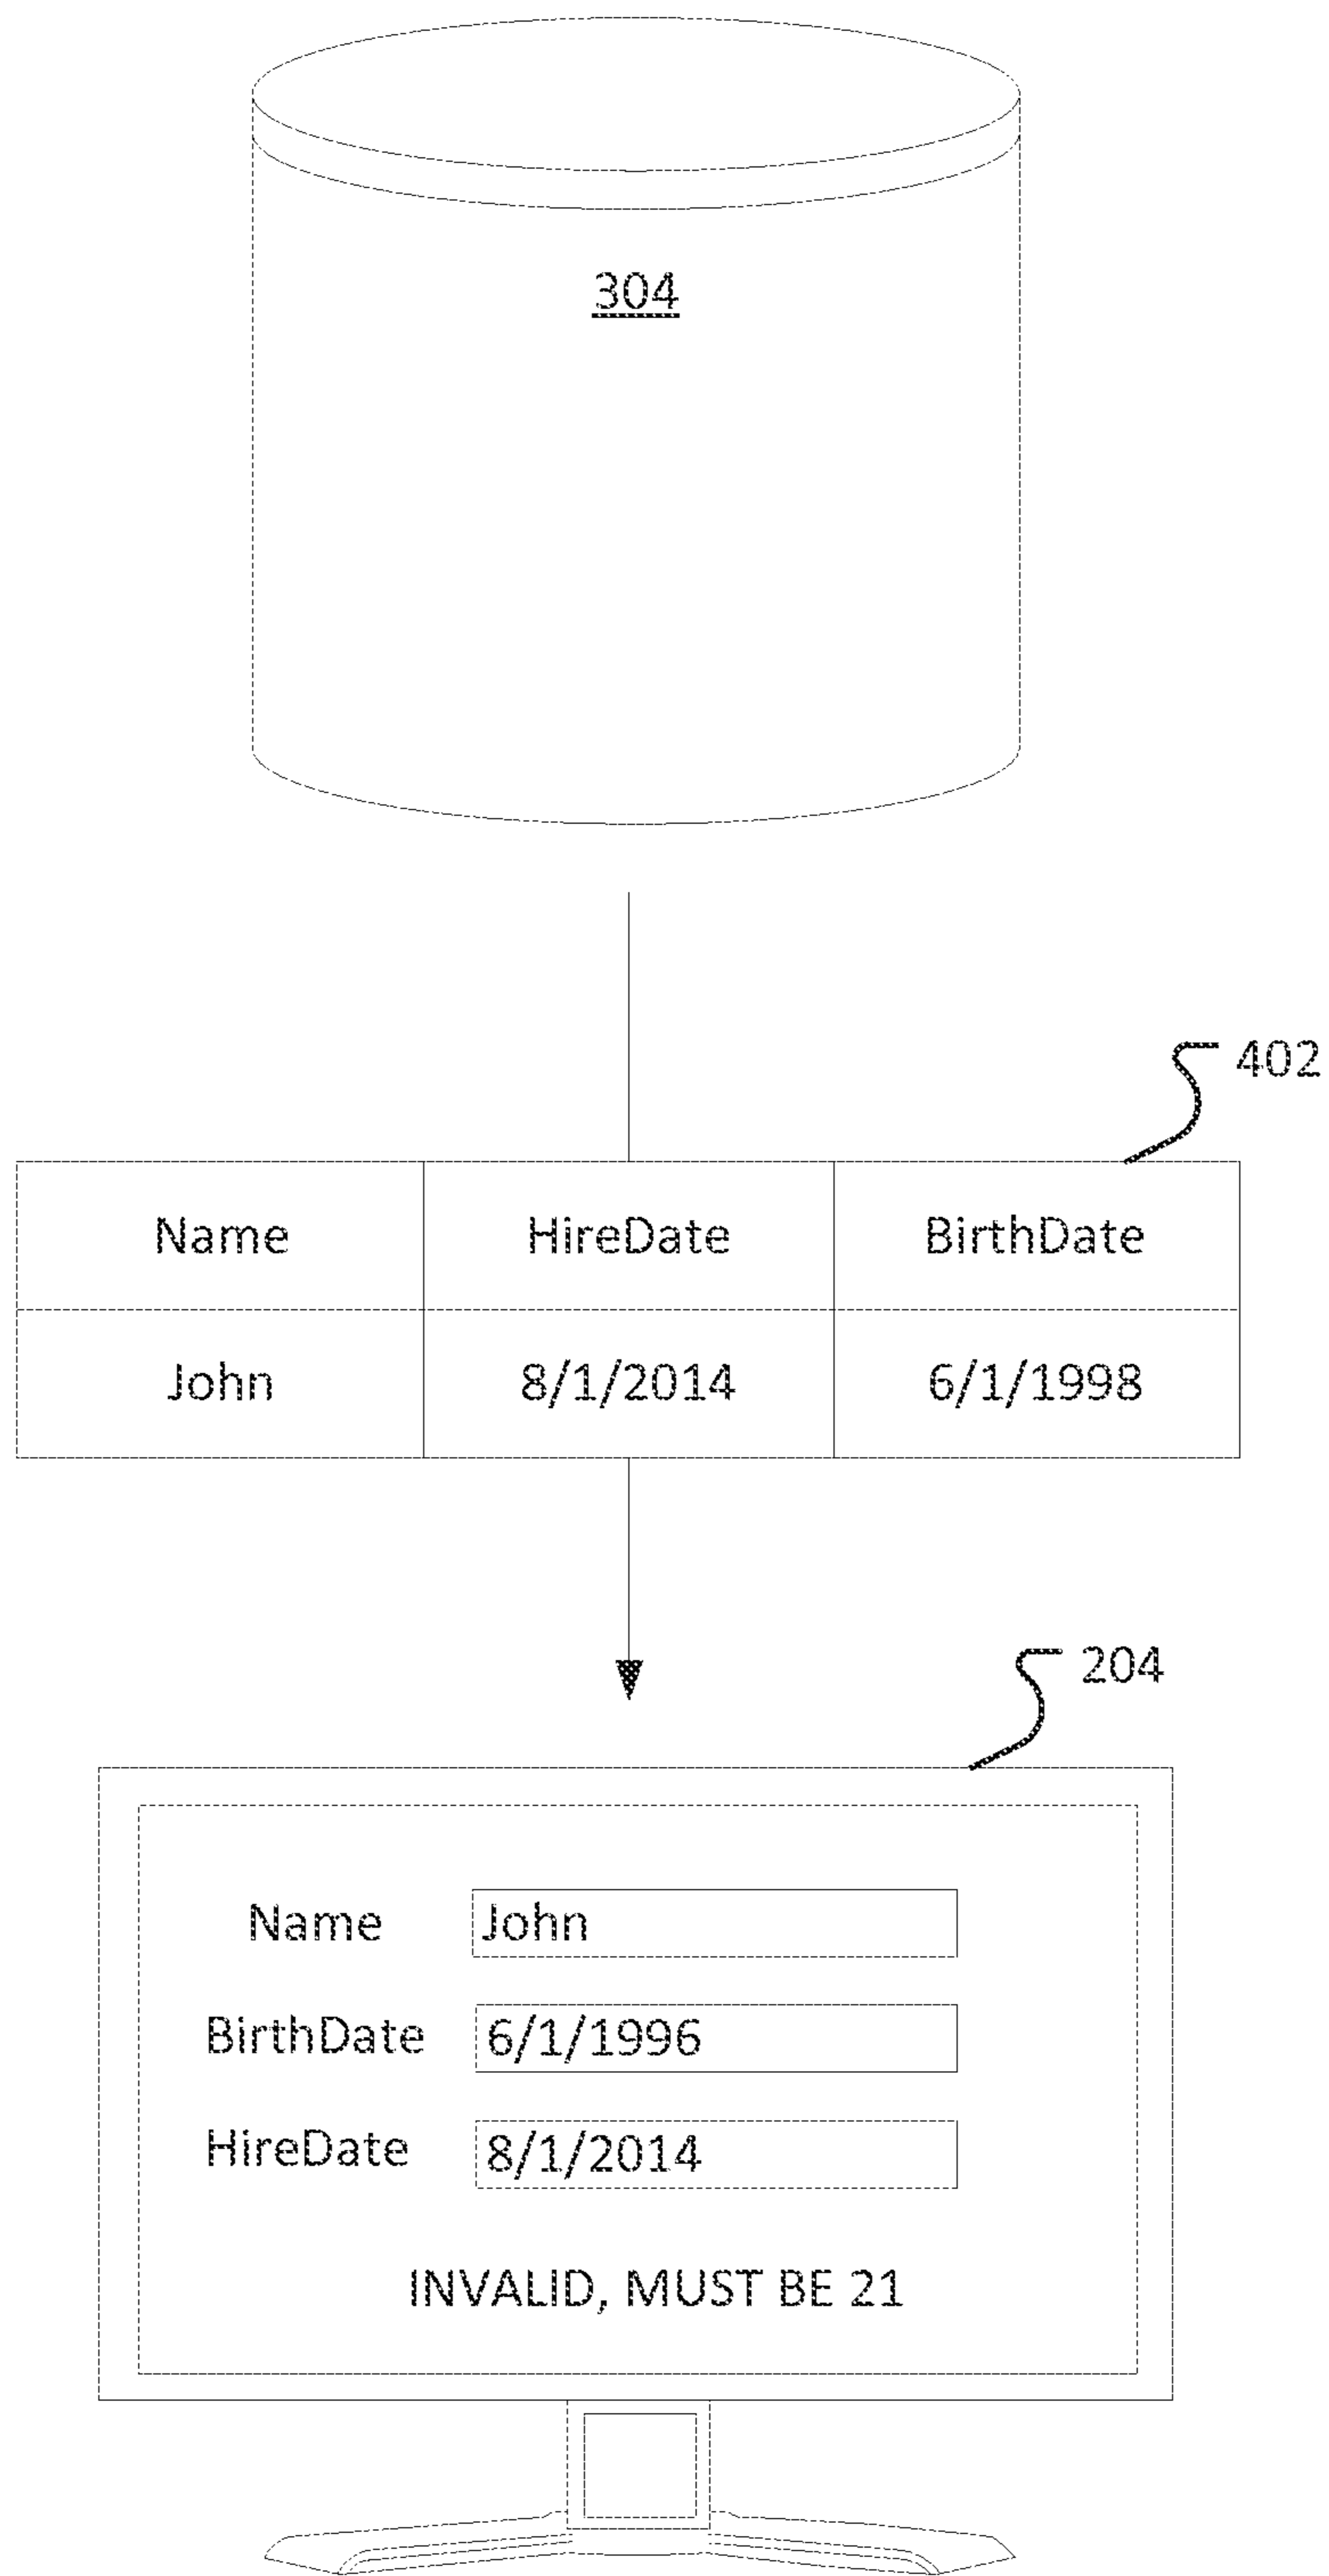 304
402
Name HireDate BirthDate
John 8/1/2014 6/1/1998
204
Name John
BirthDate 6/1/1996
HireDate 8/1/2014
INVALID, MUST BE 21